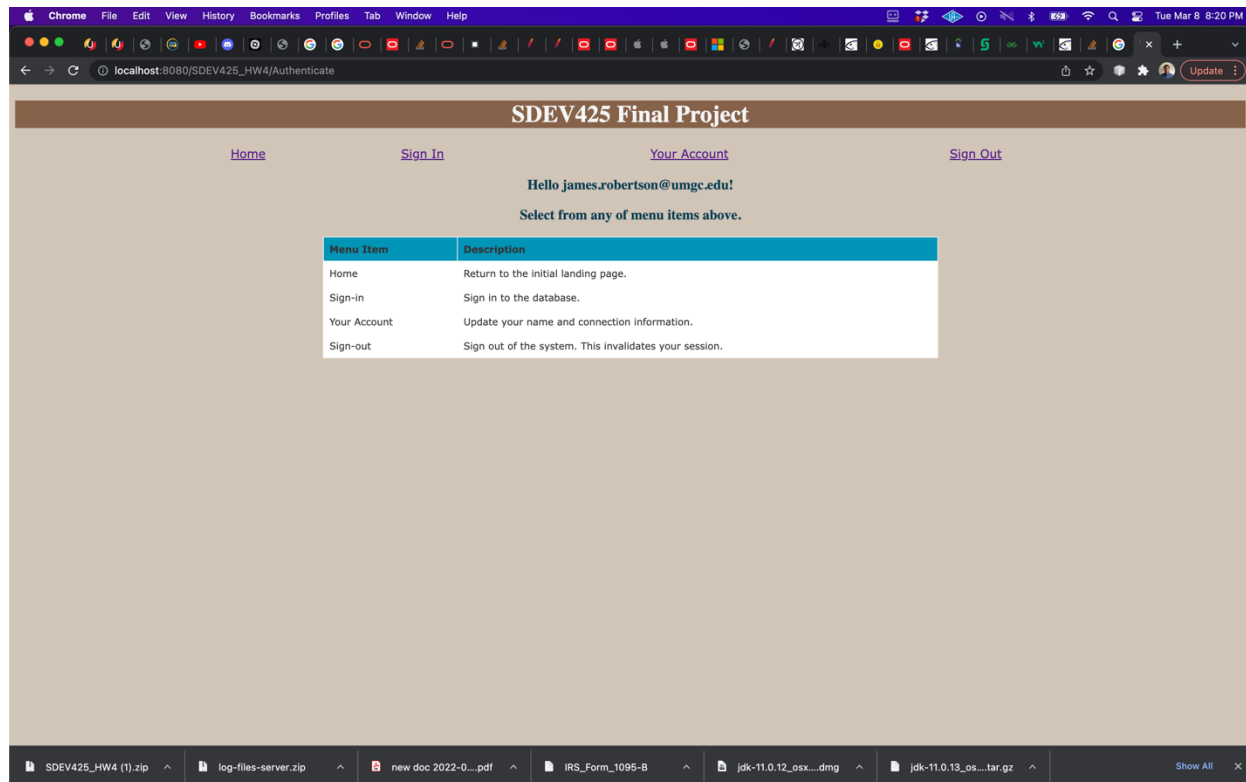 Chrome File Edit View History Bookmarks Profiles Tab Window Help Tue Mar 8 8:20 PM
localhost:8080/SDEV425_HW4/Authenticate Update
SDEV425 Final Project
Home Sign In Your Account Sign Out
Hello james.robertson@umgc.edu!
Select from any of menu items above.
Menu Item Description
Home Return to the initial landing page.
Sign-in Sign in to the database.
Your Account Update your name and connection information.
Sign-out Sign out of the system. This invalidates your session.
SDEV425_HW4 (1).zip log-files-server.zip new doc 2022-0....pdf IRS_Form_1095-B jdk-11.0.12_osx....dmg jdk-11.0.13_os....tar.gz Show All